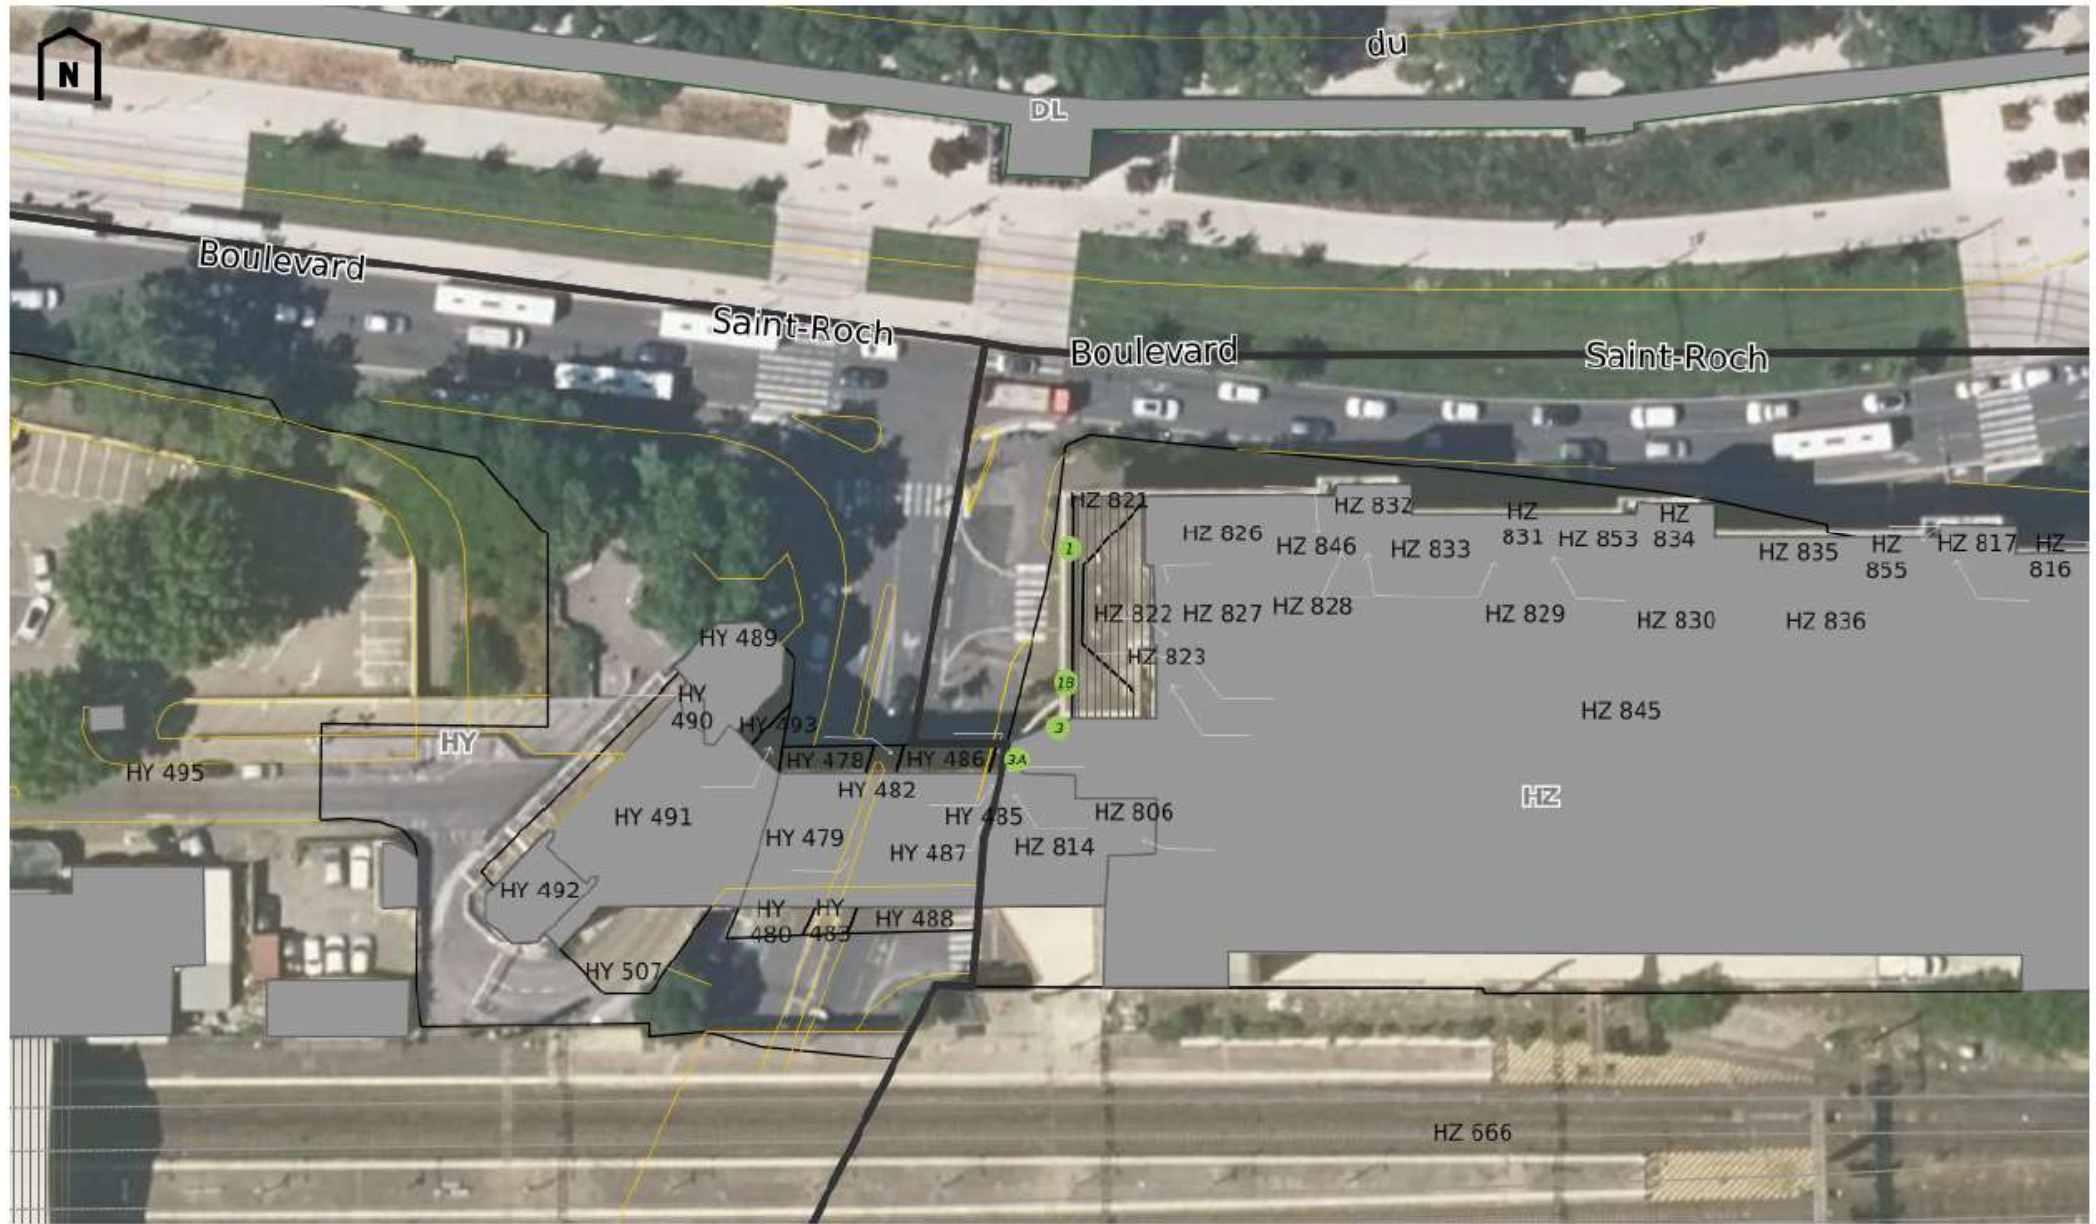 N
du
DL
Boulevard
Saint-Roch
Boulevard
Saint-Roch
HZ 821
HZ 832
HZ
831
HZ
834
HZ 826
HZ 846
HZ 833
HZ 853
HZ 835
HZ
855
HZ 817
HZ
816
1
HZ 822
HZ 827
HZ 828
HZ 829
HZ 830
HZ 836
HY 489
HZ 823
1B
HY
490
HY 493
3
HZ 845
HY
HY 495
HY 478
HY 486
3A
HY 482
HZ
HY 491
HY 485
HZ 806
HY 479
HY 487
HZ 814
HY 492
HY
480
HY
483
HY 488
HY 507
HZ 666